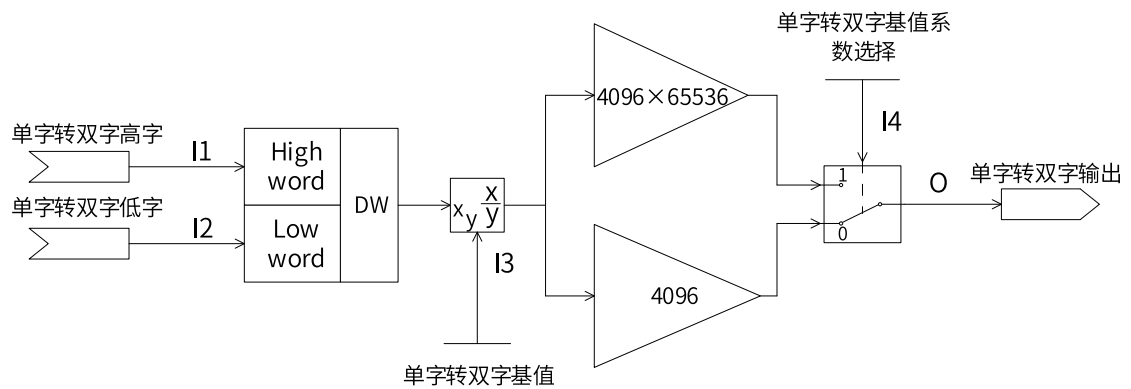 单字转双字基值系
数选择
4096×65536
I4
单字转双字高字
I1
High
word
1
单字转双字输出
O
DW
x
y
x
y
单字转双字低字
I2
Low
word
0
I3
4096
单字转双字基值